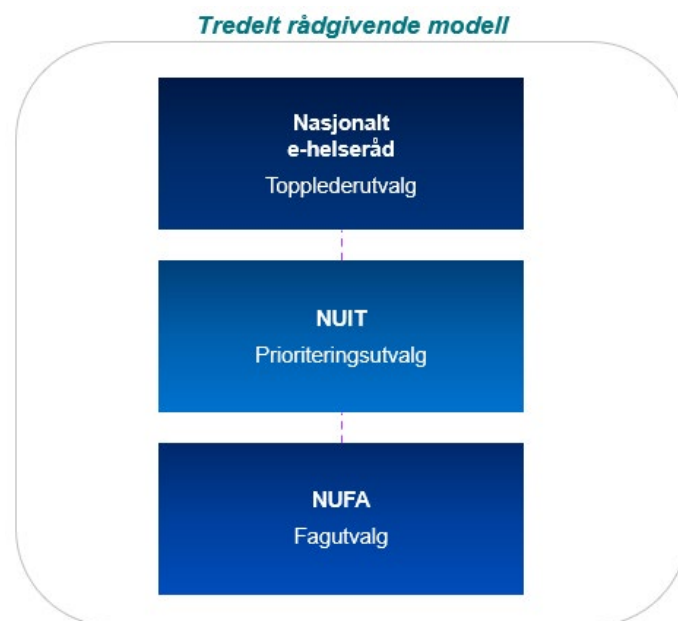 Tredelt rådgivende modell
Nasjonalt
e-helseråd
Topplederutvalg
NUIT
Prioriteringsutvalg
NUFA
Fagutvalg